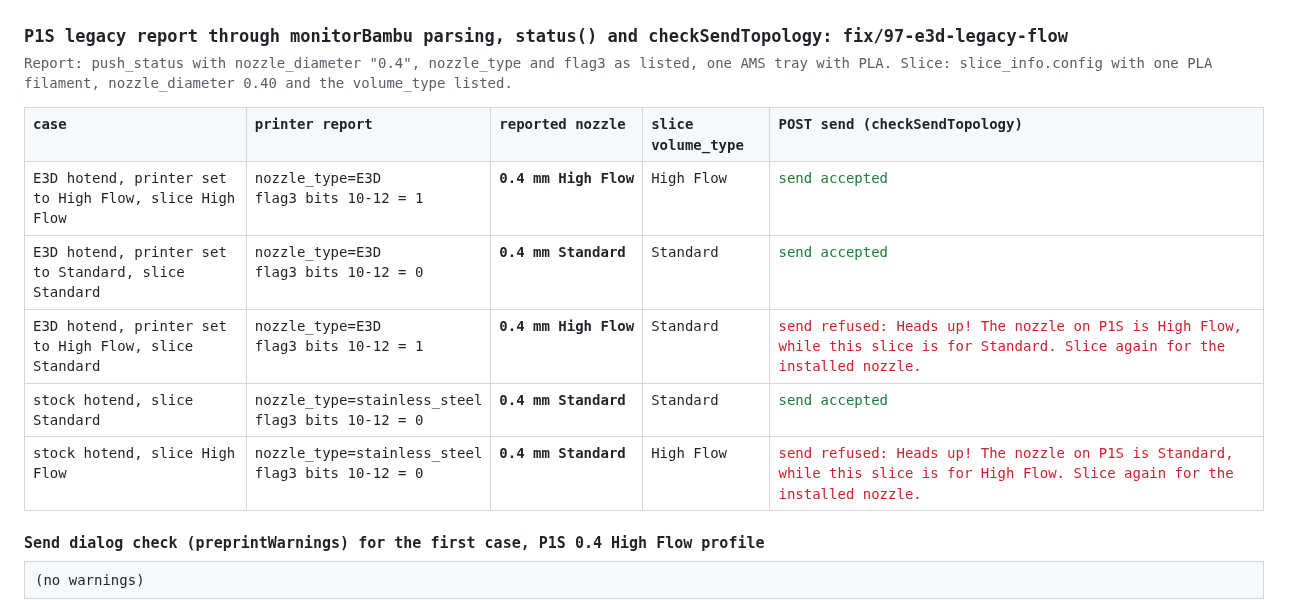 P1S legacy report through monitorBambu parsing, status() and checkSendTopology: fix/97-e3d-legacy-flow
Report: push_status with nozzle_diameter "0.4", nozzle_type and flag3 as listed, one AMS tray with PLA. Slice: slice_info.config with one PLA
filament, nozzle_diameter 0.40 and the volume_type listed.
case
printer report
reported nozzle
slice
volume_type
POST send (checkSendTopology)
E3D hotend, printer set
to High Flow, slice High
Flow
nozzle_type=E3D
flag3 bits 10-12 = 1
0.4 mm High Flow
High Flow
send accepted
E3D hotend, printer set
to Standard, slice
Standard
nozzle_type=E3D
flag3 bits 10-12 = 0
0.4 mm Standard
Standard
send accepted
E3D hotend, printer set
to High Flow, slice
Standard
nozzle_type=E3D
flag3 bits 10-12 = 1
0.4 mm High Flow
Standard
send refused: Heads up! The nozzle on P1S is High Flow,
while this slice is for Standard. Slice again for the
installed nozzle.
stock hotend, slice
Standard
nozzle_type=stainless_steel
flag3 bits 10-12 = 0
0.4 mm Standard
Standard
send accepted
stock hotend, slice High
Flow
nozzle_type=stainless_steel
flag3 bits 10-12 = 0
0.4 mm Standard
High Flow
send refused: Heads up! The nozzle on P1S is Standard,
while this slice is for High Flow. Slice again for the
installed nozzle.
Send dialog check (preprintWarnings) for the first case, P1S 0.4 High Flow profile
(no warnings)